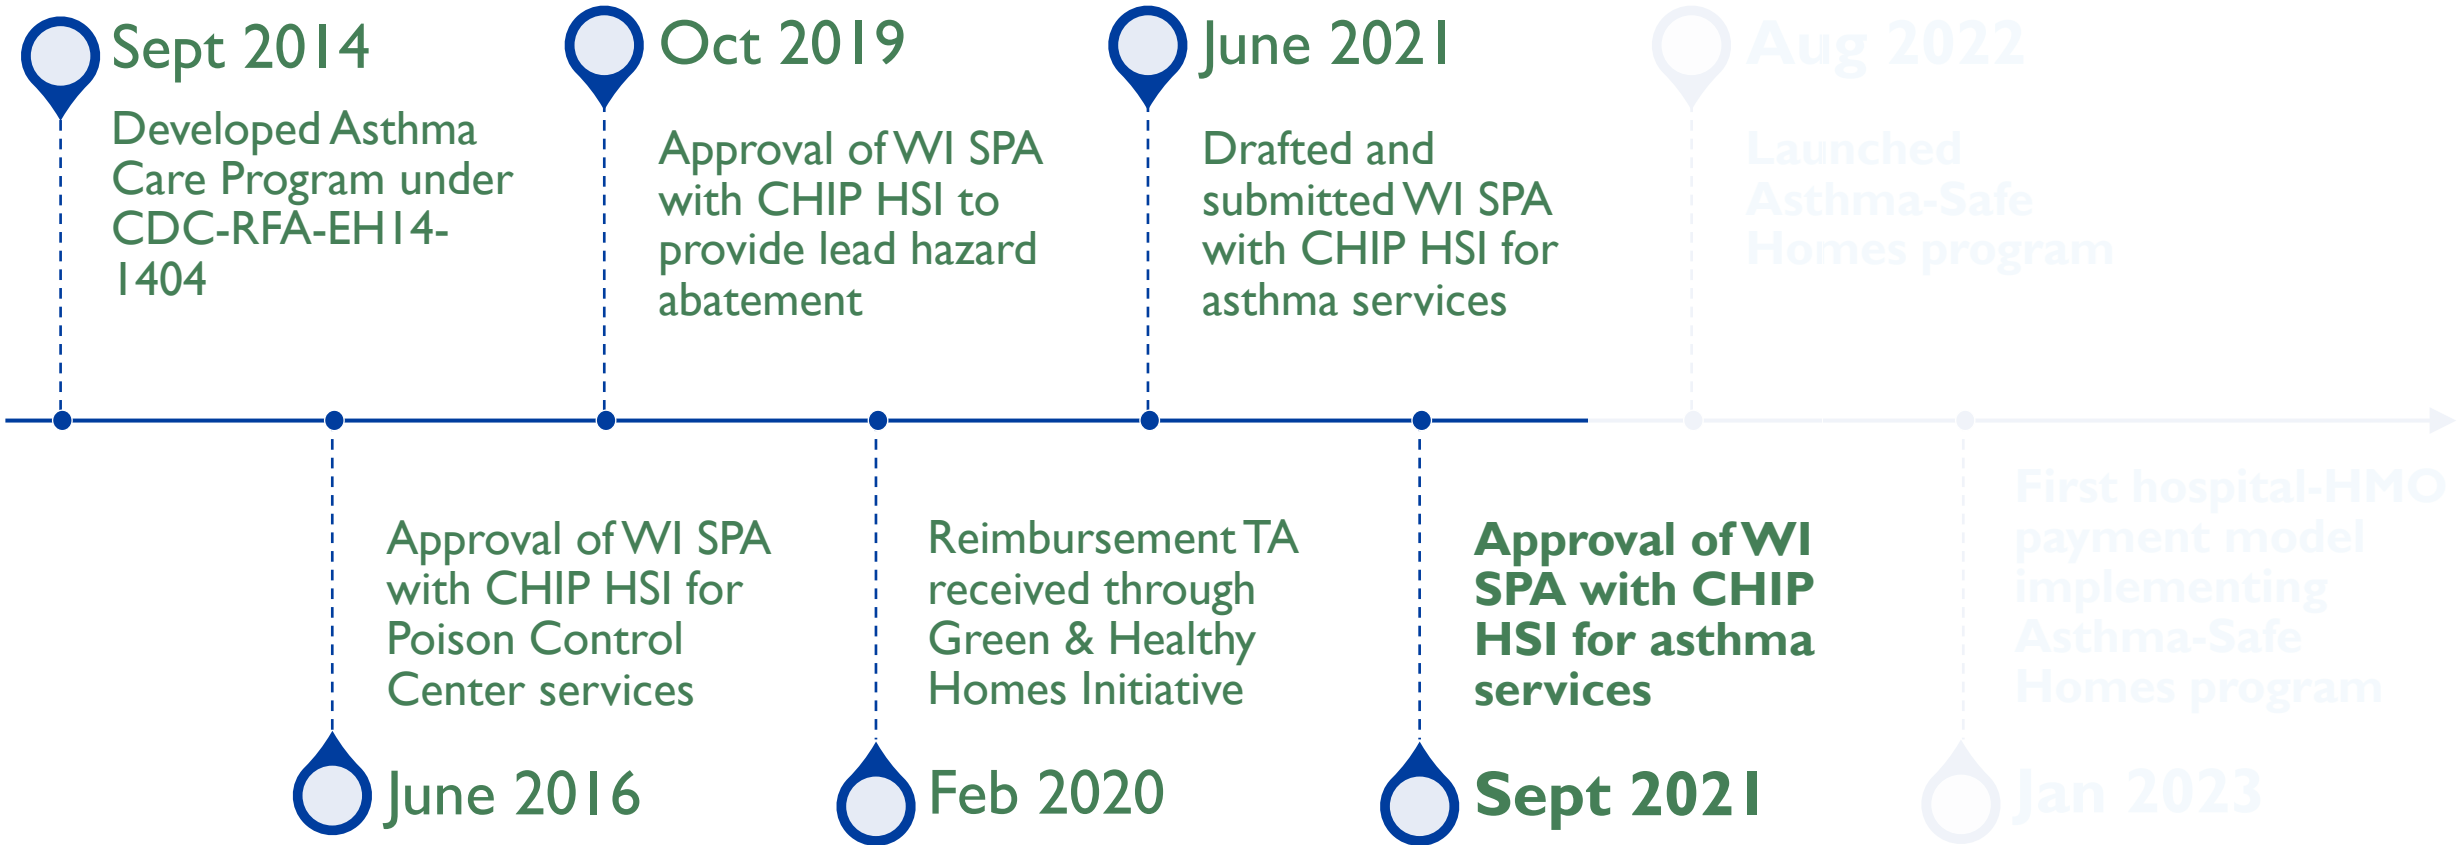 Sept 2014
Developed Asthma
Care Program under
CDC-RFA-EH14-
1404
June 2016
Approval of WI SPA
with CHIP HSI for
Poison Control
Center services
Oct 2019
Approval of WI SPA
with CHIP HSI to
provide lead hazard
abatement
Feb 2020
Reimbursement TA
received through
Green & Healthy
Homes Initiative
June 2021
Drafted and
submitted WI SPA
with CHIP HSI for
asthma services
Sept 2021
Approval of WI
SPA with CHIP
HSI for asthma
services
Aug 2022
Launched
Asthma-Safe
Homes program
Jan 2023
First hospital-HMO
payment model
implementing
Asthma-Safe
Homes program